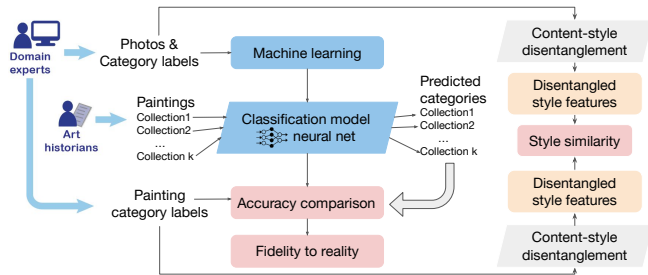 Domain
experts
Photos &
Category labels
Machine learning
Content-style
disentanglement
Art
historians
Paintings
Collection1
Collection2
...
Collection k
Classification model
neural net
Predicted
categories
Collection1
Collection2
...
Collection k
Disentangled
style features
Style similarity
Painting
category labels
Accuracy comparison
Disentangled
style features
Fidelity to reality
Content-style
disentanglement